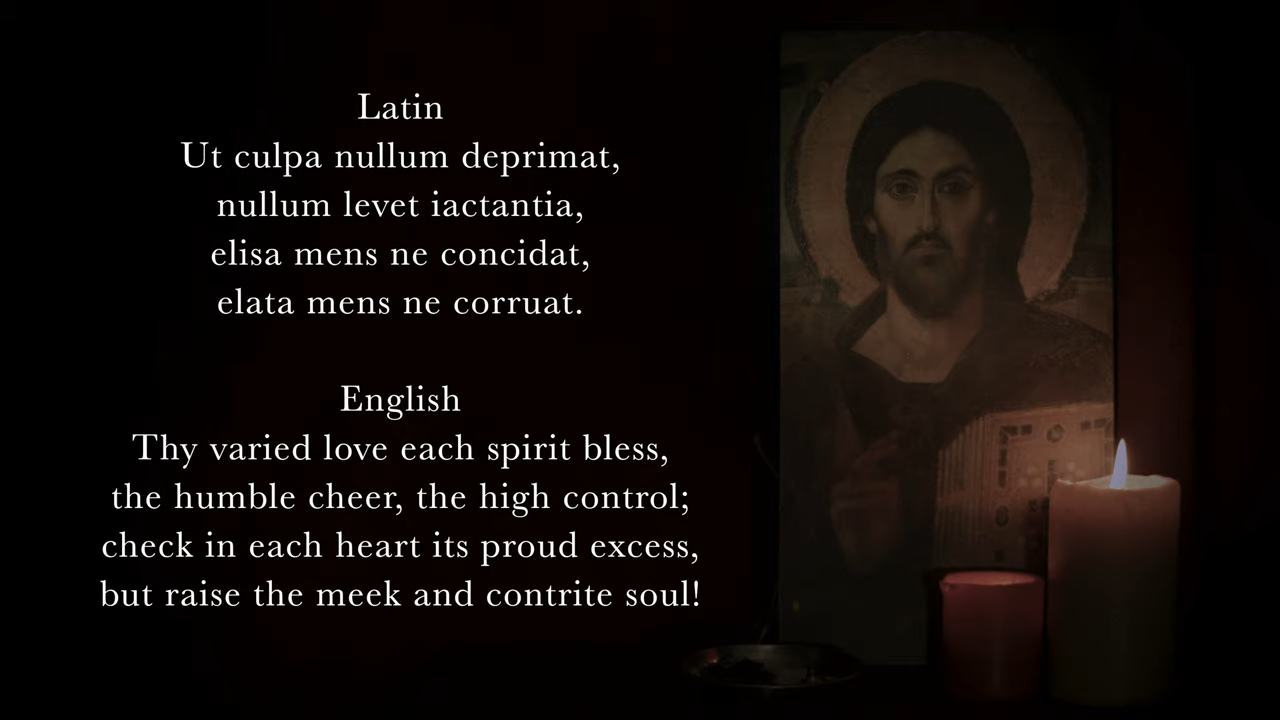 Latin
Ut culpa nullum deprimat,
nullum levet iactantia,
elisa mens ne concidat,
elata mens ne corruat.
English
Thy varied love each spirit bless,
the humble cheer, the high control;
check in each heart its proud excess,
but raise the meek and contrite soul!